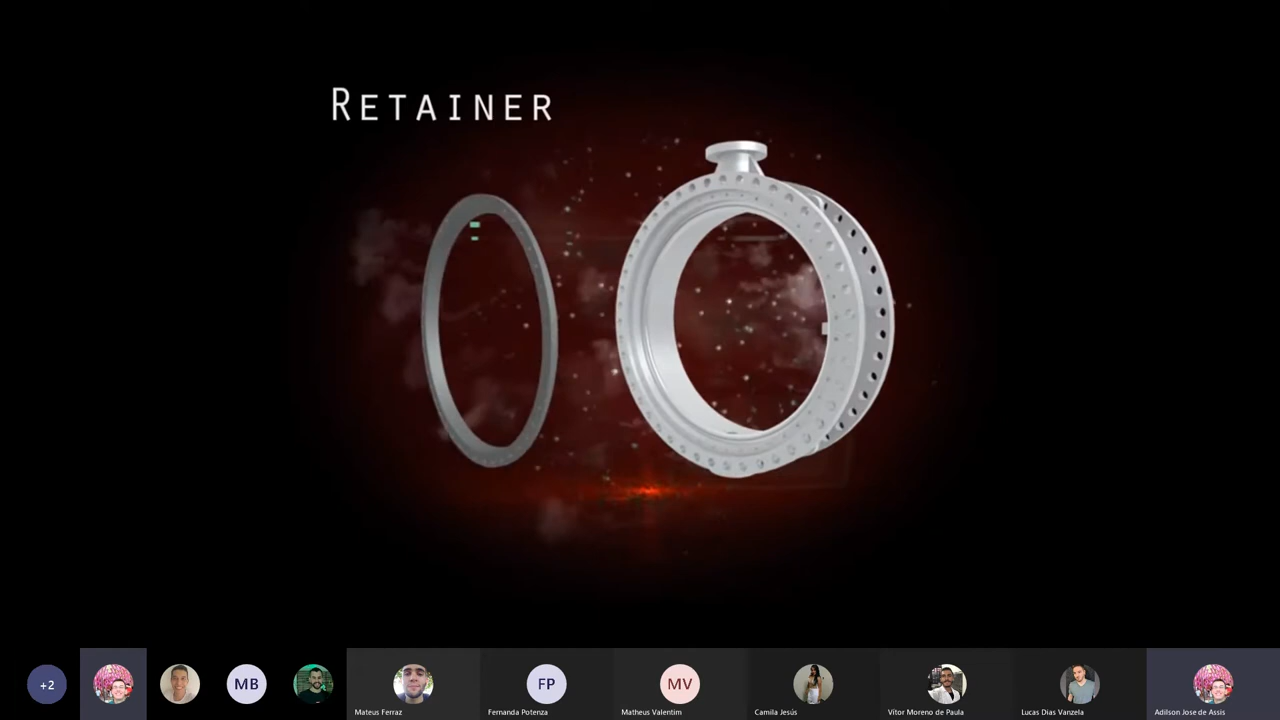 RETAINER
+2
MB
FP
MV
Mateus Ferraz
Fernanda Potenza
Matheus Valentim
Camila Jesús
Vítor Moreno de Paula
Lucas Dias Vanzela
Adilson Jose de Assis